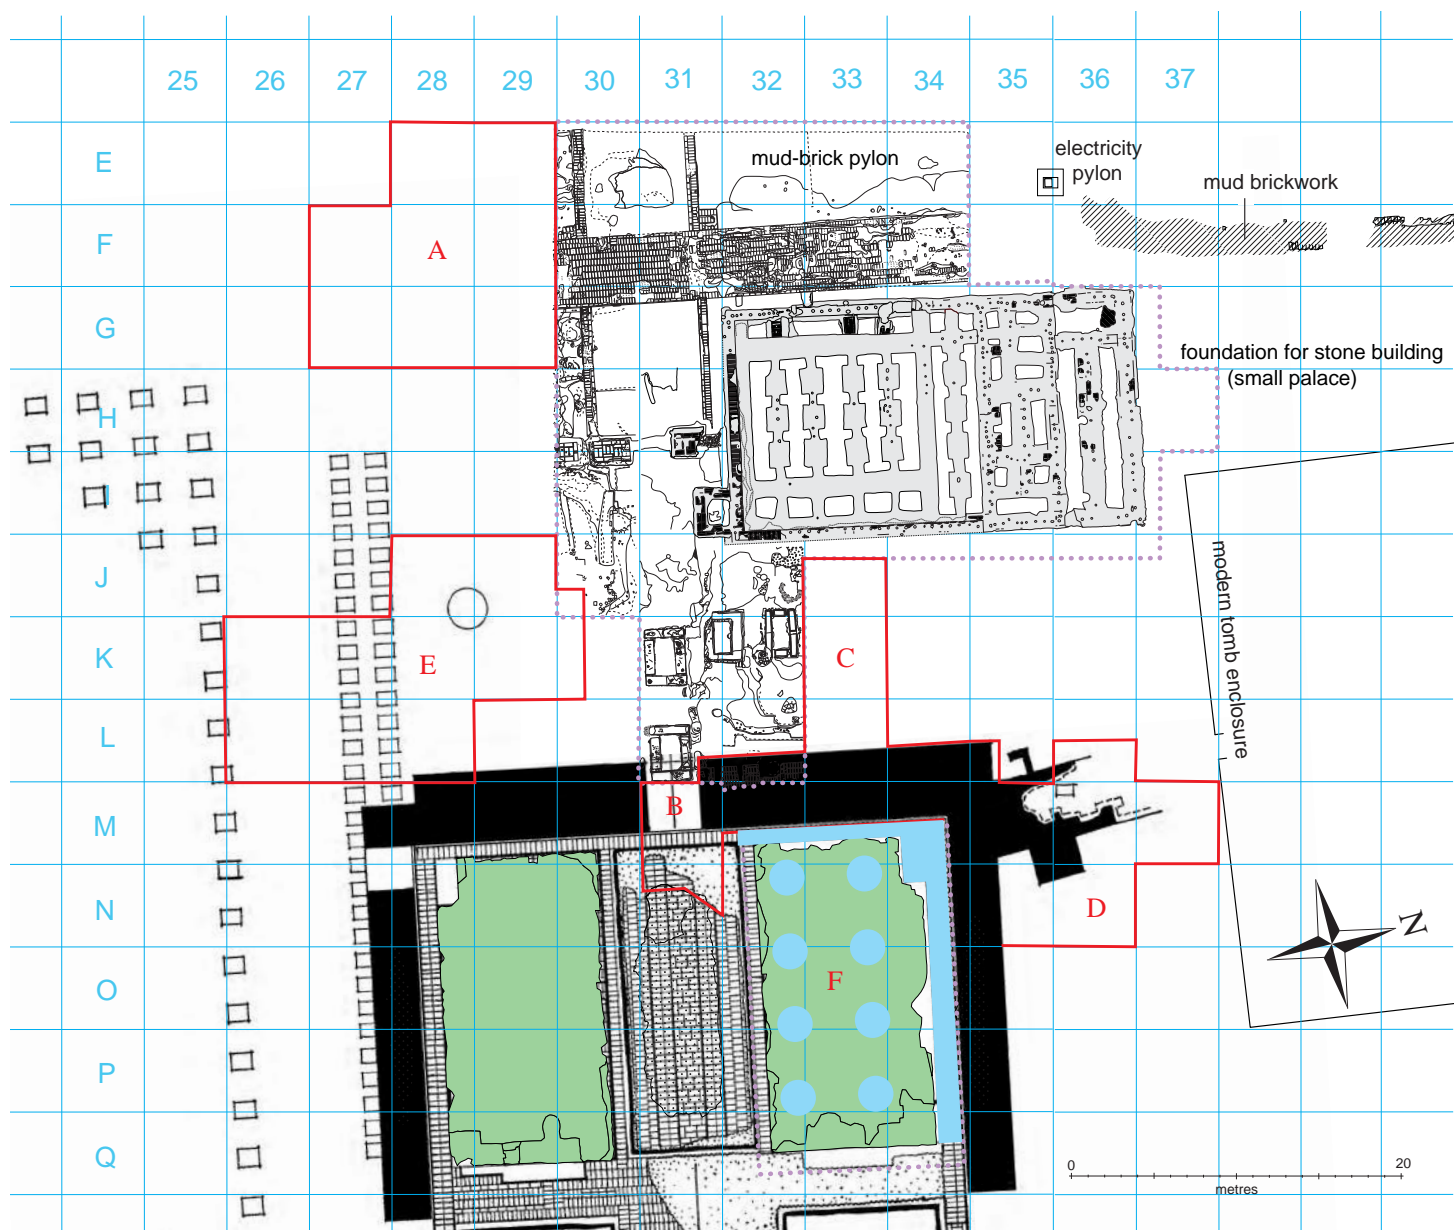 25 26 27 28 29 30 31 32 33 34 35 36 37
E
mud-brick pylon
electricity
pylon
mud brickwork
F
A
G
foundation for stone building
(small palace)
H
I
J
modern tomb enclosure
K
E
C
L
M
B
N
D
N
O
F
P
Q
0 20
metres